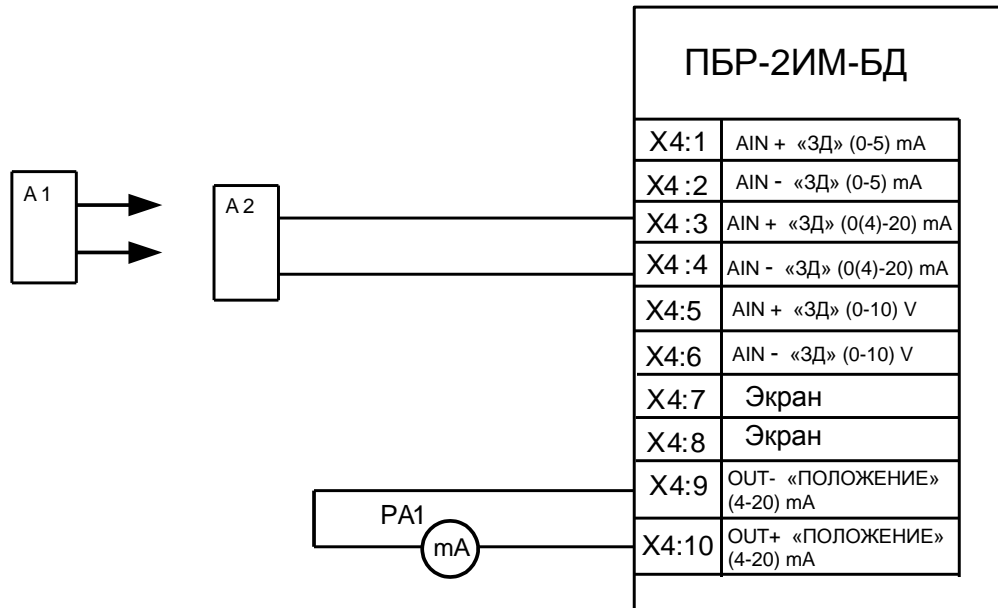 ПБР-2ИМ-БД
X4:1 AIN + «ЗД» (0-5) mA
X4:2 AIN - «ЗД» (0-5) mA
X4:3 AIN + «ЗД» (0(4)-20) mA
X4:4 AIN - «ЗД» (0(4)-20) mA
X4:5 AIN + «ЗД» (0-10) V
X4:6 AIN - «ЗД» (0-10) V
X4:7 Экран
X4:8 Экран
X4:9 OUT- «ПОЛОЖЕНИЕ»
(4-20) mA
X4:10 OUT+ «ПОЛОЖЕНИЕ»
(4-20) mA
A1
A2
PA1
mA